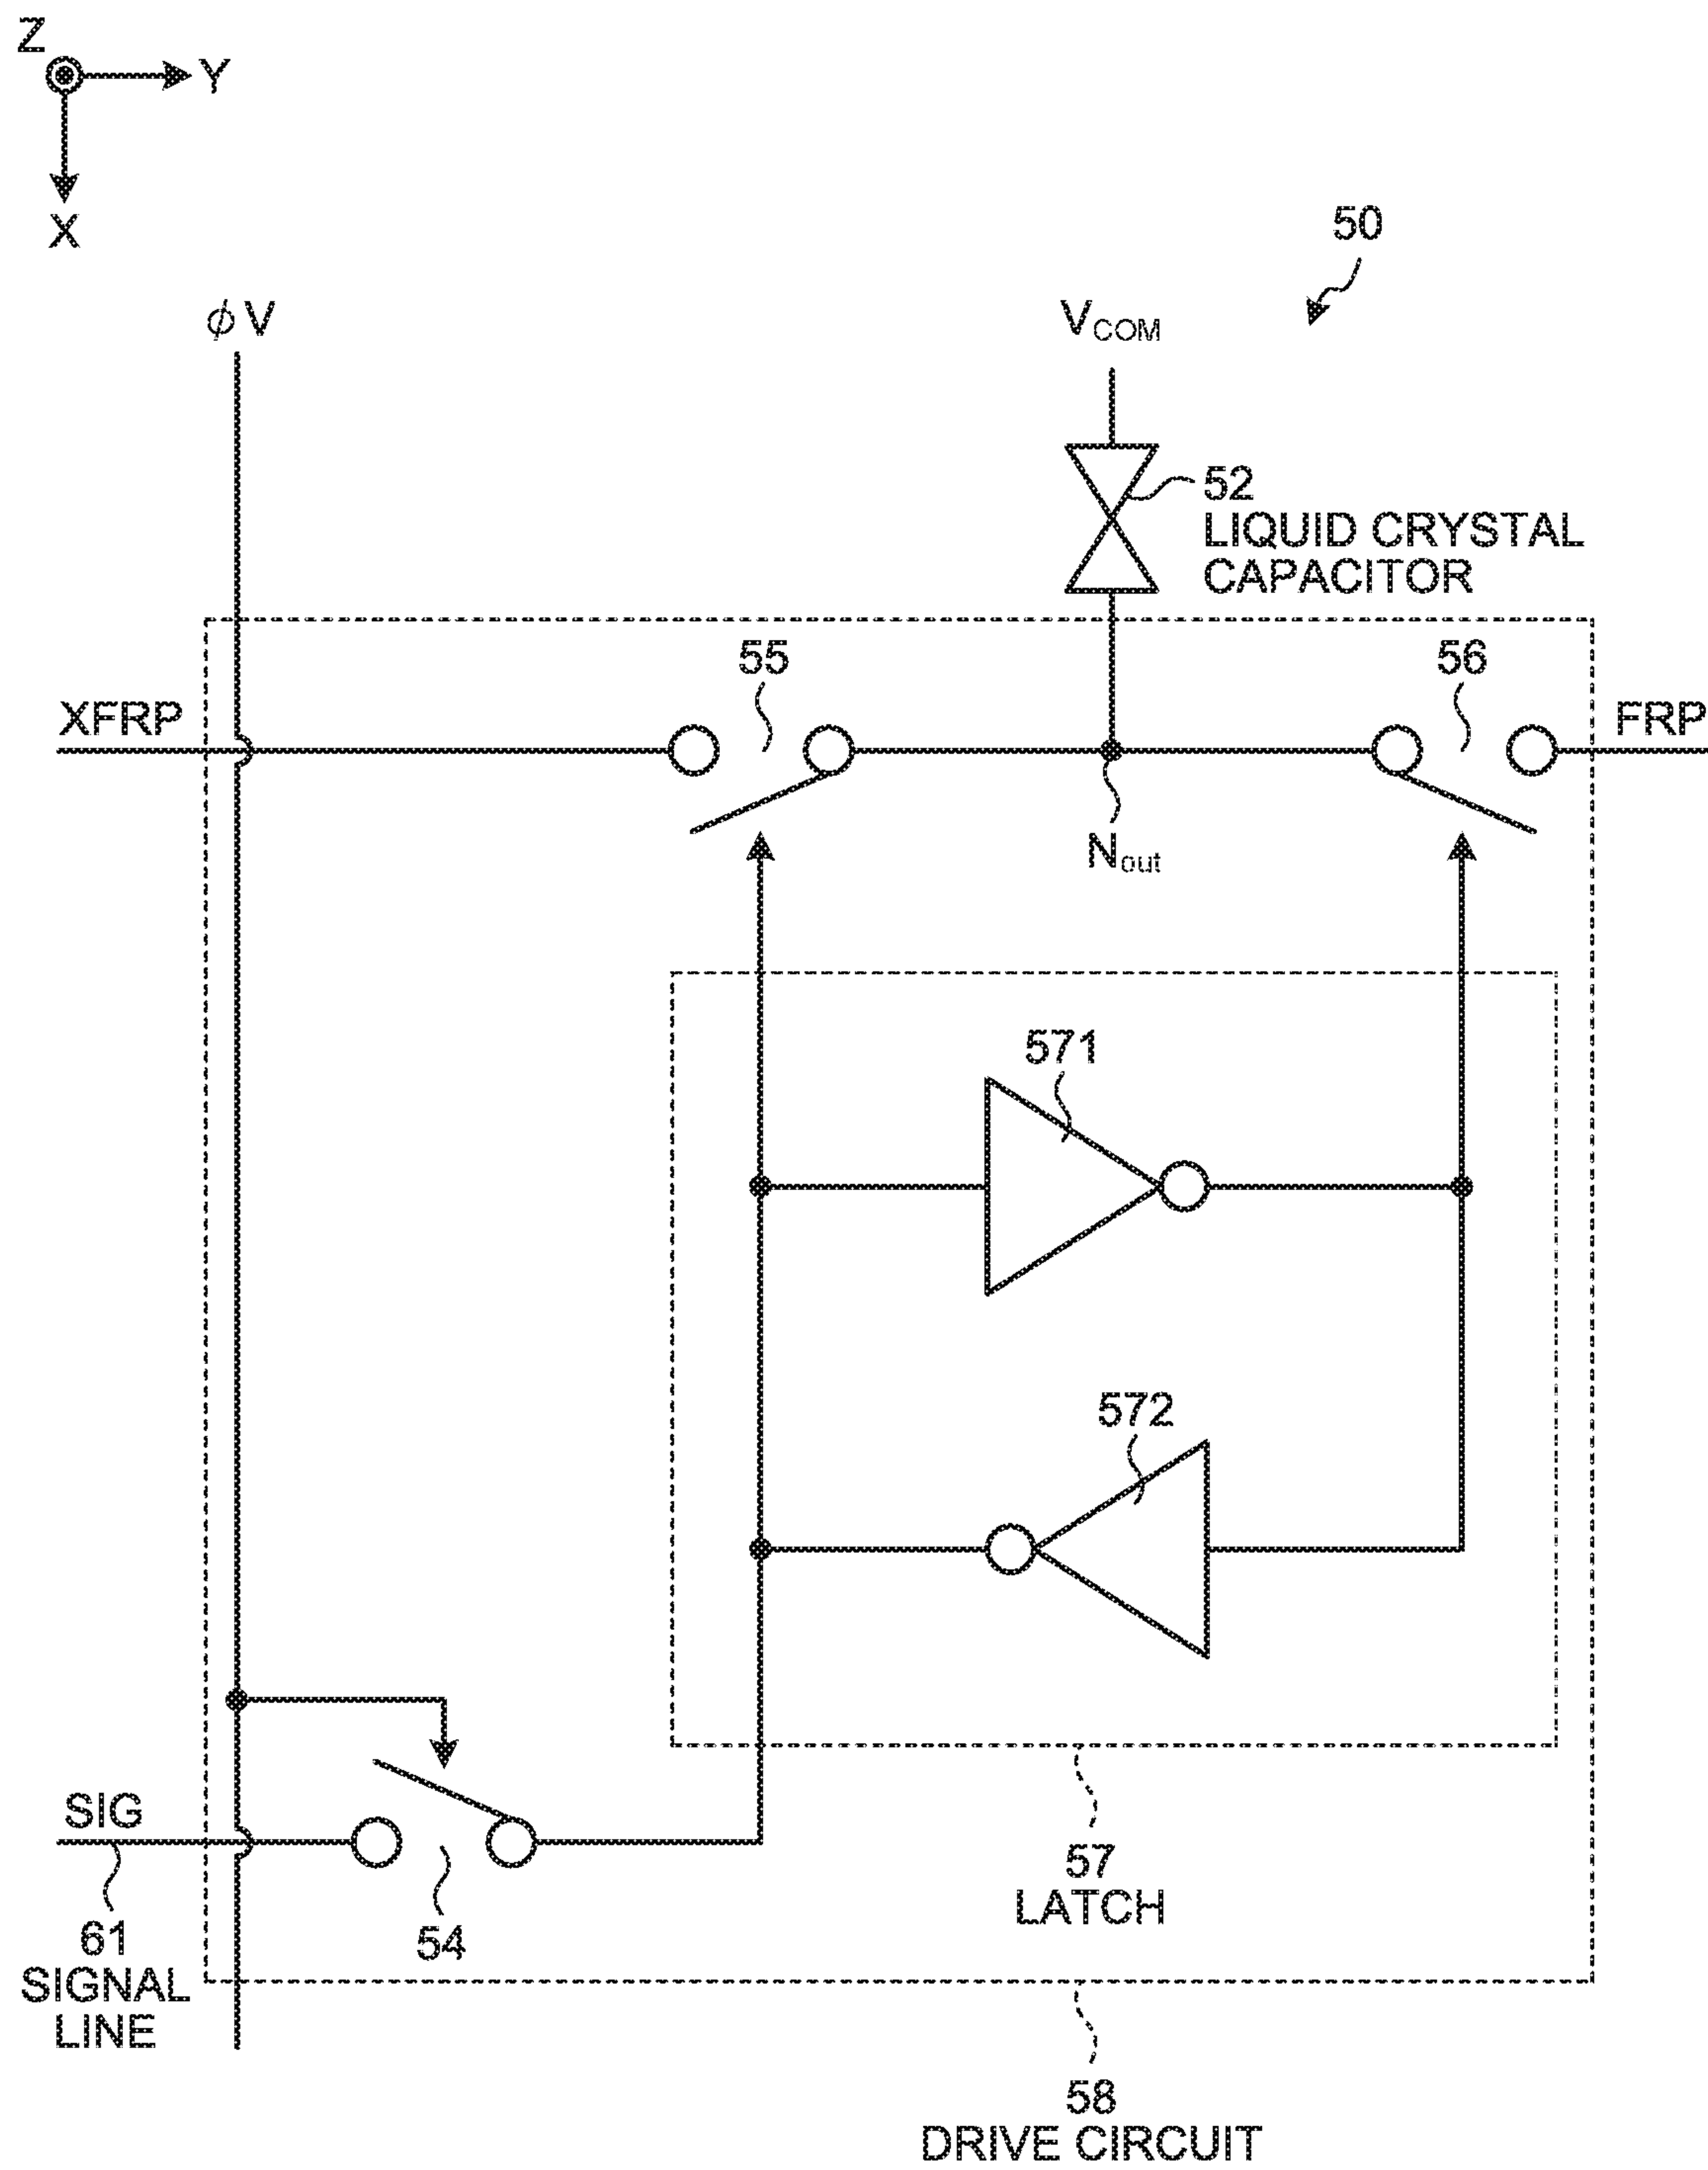 Z
Y
X
50
ϕV
VCOM
52
LIQUID CRYSTAL
CAPACITOR
55
56
XFRP
FRP
Nout
571
572
SIG
57
LATCH
61
SIGNAL
LINE
54
58
DRIVE CIRCUIT